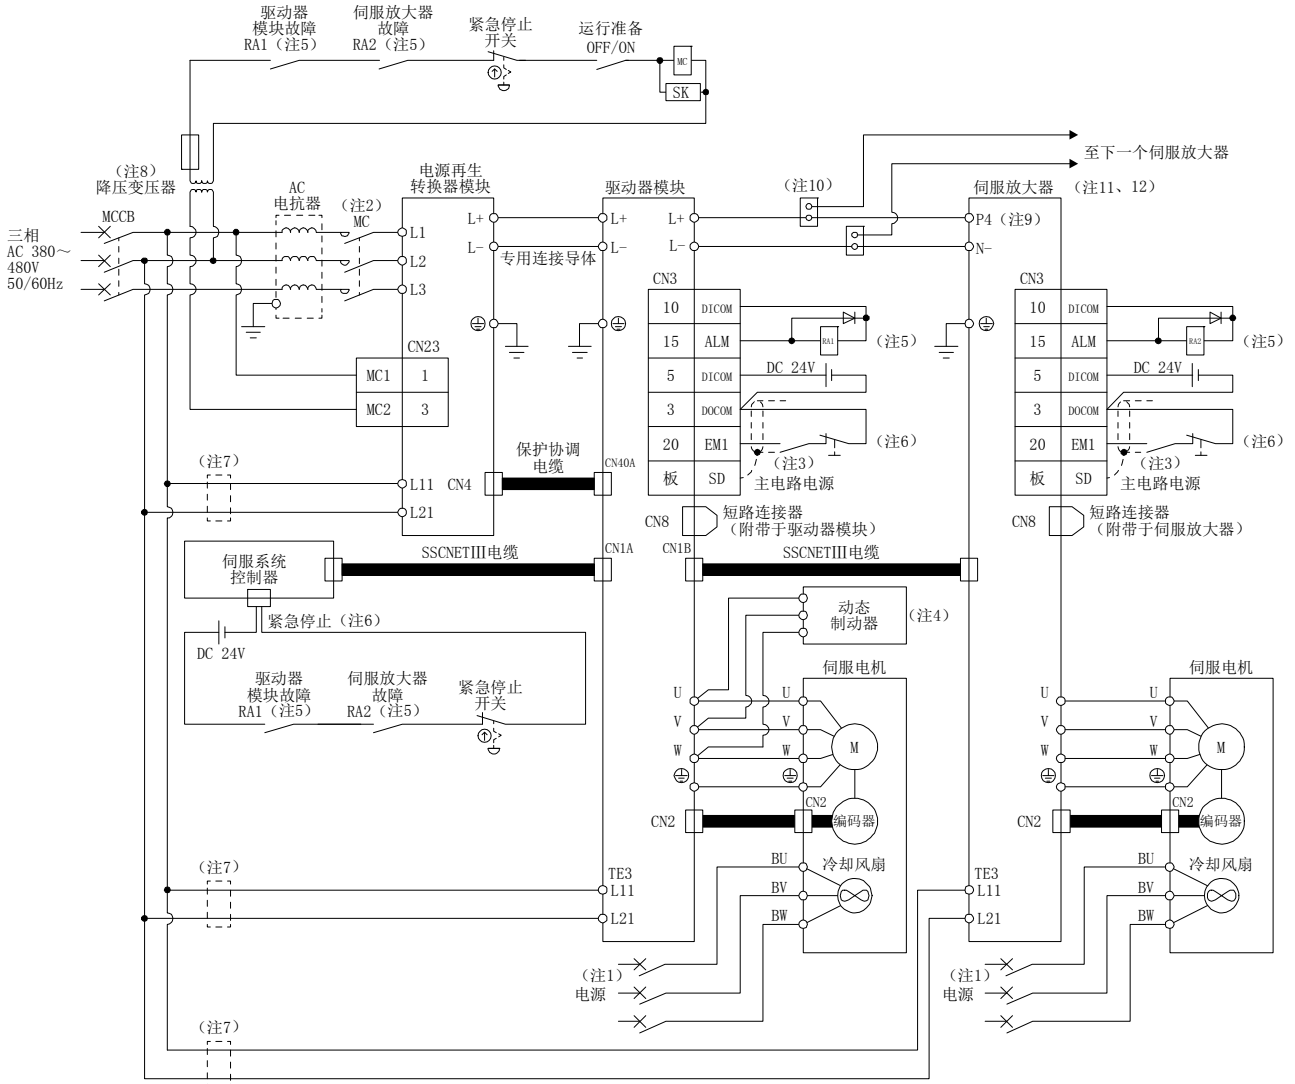 驱动器
模块故障
RA1（注5）
伺服放大器
故障
RA2（注5）
紧急停止
开关
运行准备
OFF/ON
MC
SK
至下一个伺服放大器
（注8）
降压变压器
电源再生
转换器模块
驱动器模块
（注10）
伺服放大器
（注11、12）
AC
电抗器
（注2）
MC
MCCB
三相
AC 380～
480V
50/60Hz
L1
L2
L3
L+
L−
L+
L−
专用连接导体
L+
L−
P4（注9）
N−
CN23
MC1 1
MC2 3
CN3
10 DICOM
15 ALM
5 DICOM
3 DOCOM
20 EM1
板 SD
RA1
（注5）
DC 24V
（注6）
（注3）
主电路电源
CN3
10 DICOM
15 ALM
5 DICOM
3 DOCOM
20 EM1
板 SD
RA2
（注5）
DC 24V
（注6）
（注3）
主电路电源
（注7）
L11
L21
CN4
保护协调
电缆
CN40A
CN8
短路连接器
（附带于驱动器模块）
CN8
短路连接器
（附带于伺服放大器）
伺服系统
控制器
SSCNETⅢ电缆
CN1A
CN1B
SSCNETⅢ电缆
紧急停止（注6）
DC 24V
驱动器
模块故障
RA1（注5）
伺服放大器
故障
RA2（注5）
紧急停止
开关
动态
制动器
（注4）
伺服电机
U
V
W
U
V
W
M
CN2
CN2
编码器
冷却风扇
BU
BV
BW
伺服电机
U
V
W
U
V
W
M
CN2
CN2
编码器
冷却风扇
BU
BV
BW
（注7）
TE3
L11
L21
TE3
L11
L21
（注1）
电源
（注1）
电源
（注7）